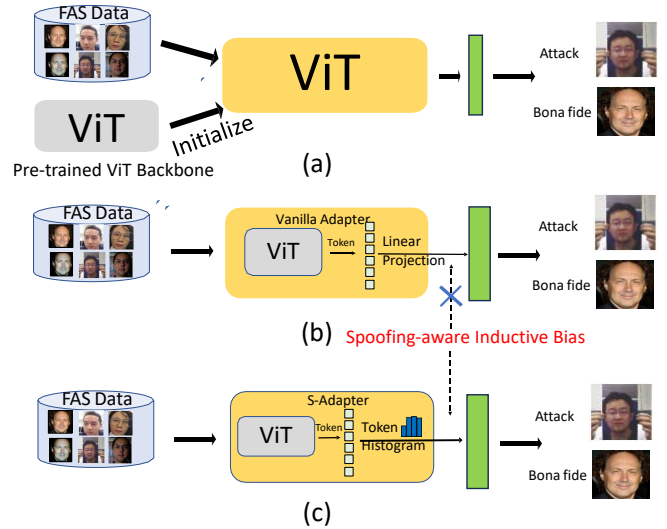 FAS Data
ViT
Attack
Bona fide
ViT
Initialize
Pre-trained ViT Backbone
(a)
FAS Data
Vanilla Adapter
ViT
Token
Linear
Projection
Attack
Bona fide
(b)
Spoofing-aware Inductive Bias
FAS Data
S-Adapter
ViT
Token
Token
Histogram
Attack
Bona fide
(c)